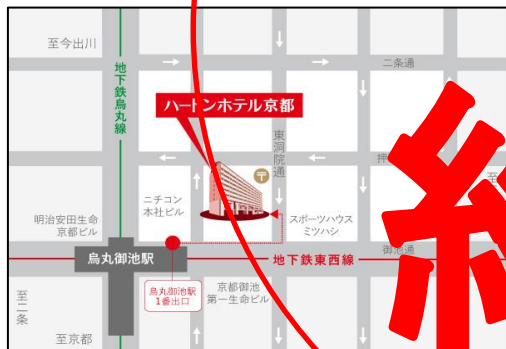 至今出川
地下鉄烏丸線
二条通
ハートンホテル京都
東洞院通
押
至
ニチコン
本社ビル
明治安田生命
京都ビル
スポーツハウス
ミツハシ
烏丸御池駅
地下鉄東西線
御池通
烏丸御池駅
1番出口
京都御池
第一生命ビル
至二条
至京都